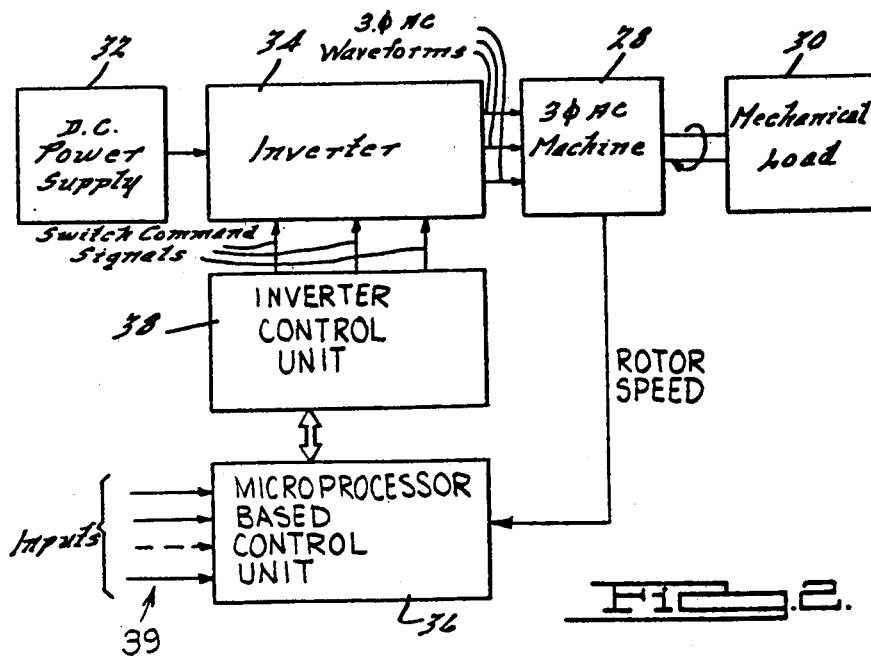 32
34
3ϕ AC
Waveforms
28
30
D.C.
Power
Supply
Inverter
3ϕ AC
Machine
Mechanical
Load
Switch Command
Signals
38
INVERTER
CONTROL
UNIT
ROTOR
SPEED
Inputs
MICROPROCESSOR
BASED
CONTROL
UNIT
39
36
Fig. 2.